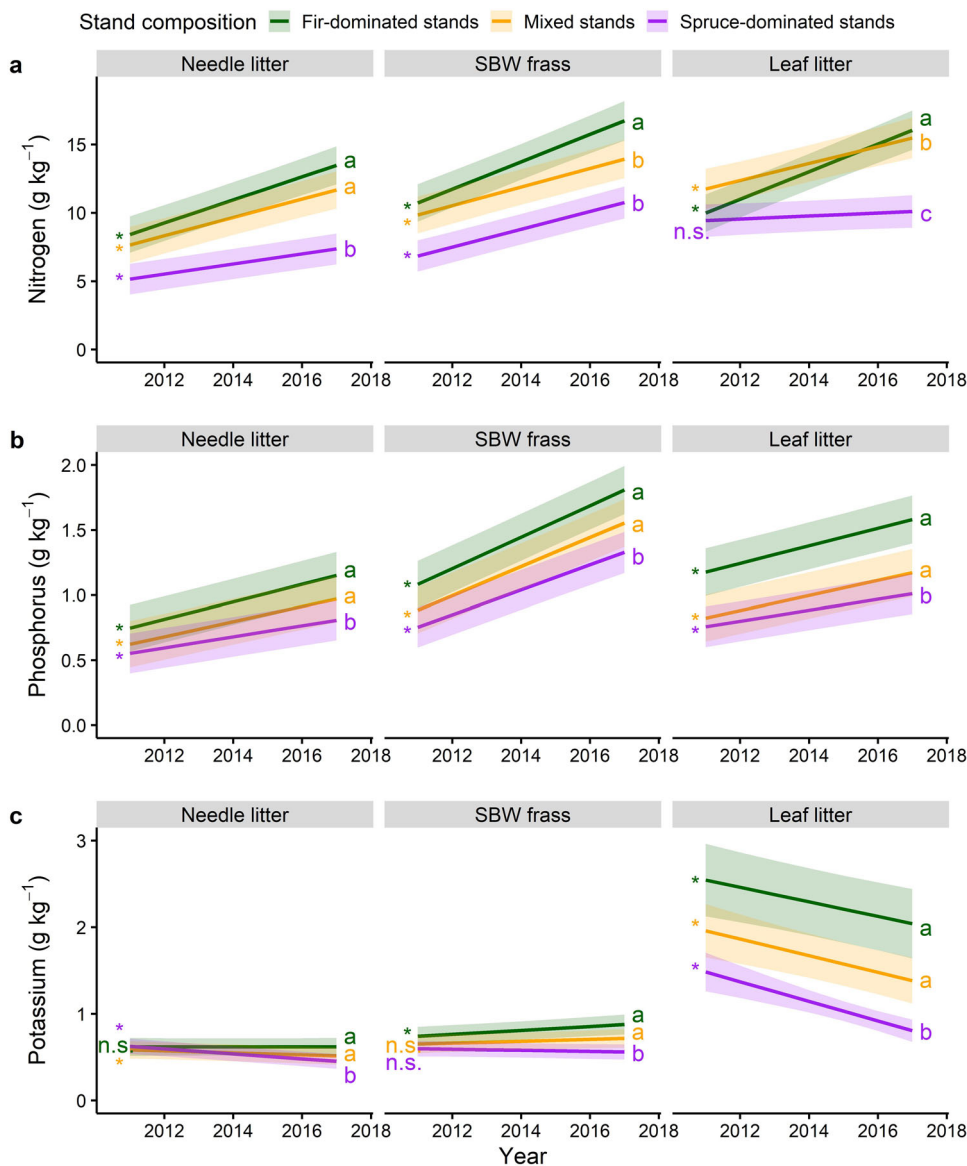 Stand composition Fir-dominated stands Mixed stands Spruce-dominated stands
a
Needle litter SBW frass Leaf litter
Nitrogen (g kg⁻¹)
15
10
5
0
* * * a a b
* * * a b b
* * n.s. a b c
2012 2014 2016 2018 2012 2014 2016 2018 2012 2014 2016 2018
b
Needle litter SBW frass Leaf litter
Phosphorus (g kg⁻¹)
2.0
1.5
1.0
0.5
0.0
* * * a a b
* * * a a b
* * * a a b
2012 2014 2016 2018 2012 2014 2016 2018 2012 2014 2016 2018
c
Needle litter SBW frass Leaf litter
Potassium (g kg⁻¹)
3
2
1
0
* n.s * a a b
* n.s n.s. a a b
* * * a a b
2012 2014 2016 2018 2012 2014 2016 2018 2012 2014 2016 2018
Year